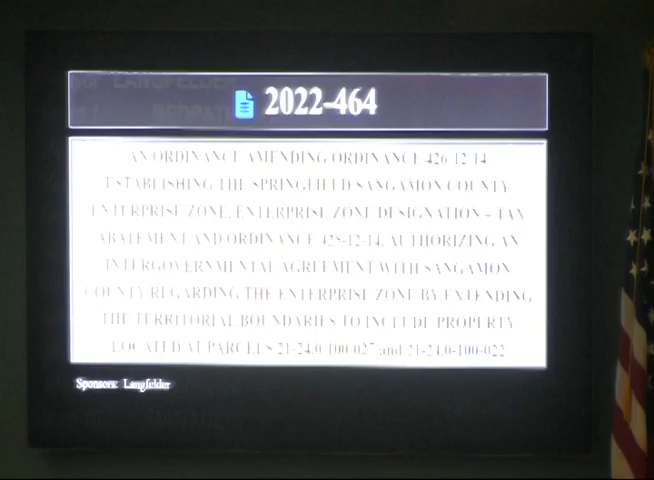 2022-464
AN ORDINANCE AMENDING ORDINANCE 426-12-14
ESTABLISHING THE SPRINGFIELD SANGAMON COUNTY
ENTERPRISE ZONE, ENTERPRISE ZONE DESIGNATION – TAX
ABATEMENT AND ORDINANCE 428-12-14, AUTHORIZING AN
INTERGOVERNMENTAL AGREEMENT WITH SANGAMON
COUNTY REGARDING THE ENTERPRISE ZONE BY EXTENDING
THE TERRITORIAL BOUNDARIES TO INCLUDE PROPERTY
LOCATED AT PARCELS 21-24.0-100-027 and 21-24.0-100-022
Sponsors: Langfelder